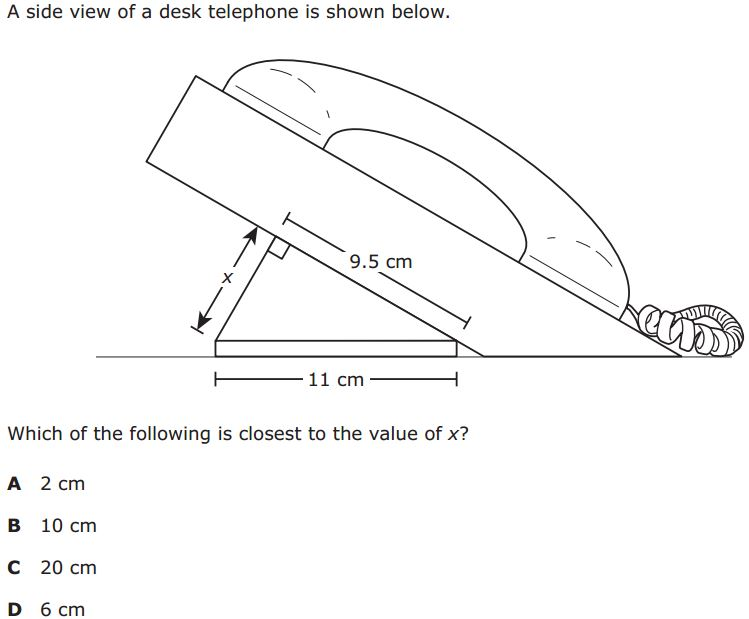 A side view of a desk telephone is shown below.
9.5 cm
x
11 cm
Which of the following is closest to the value of x?
A 2 cm
B 10 cm
C 20 cm
D 6 cm